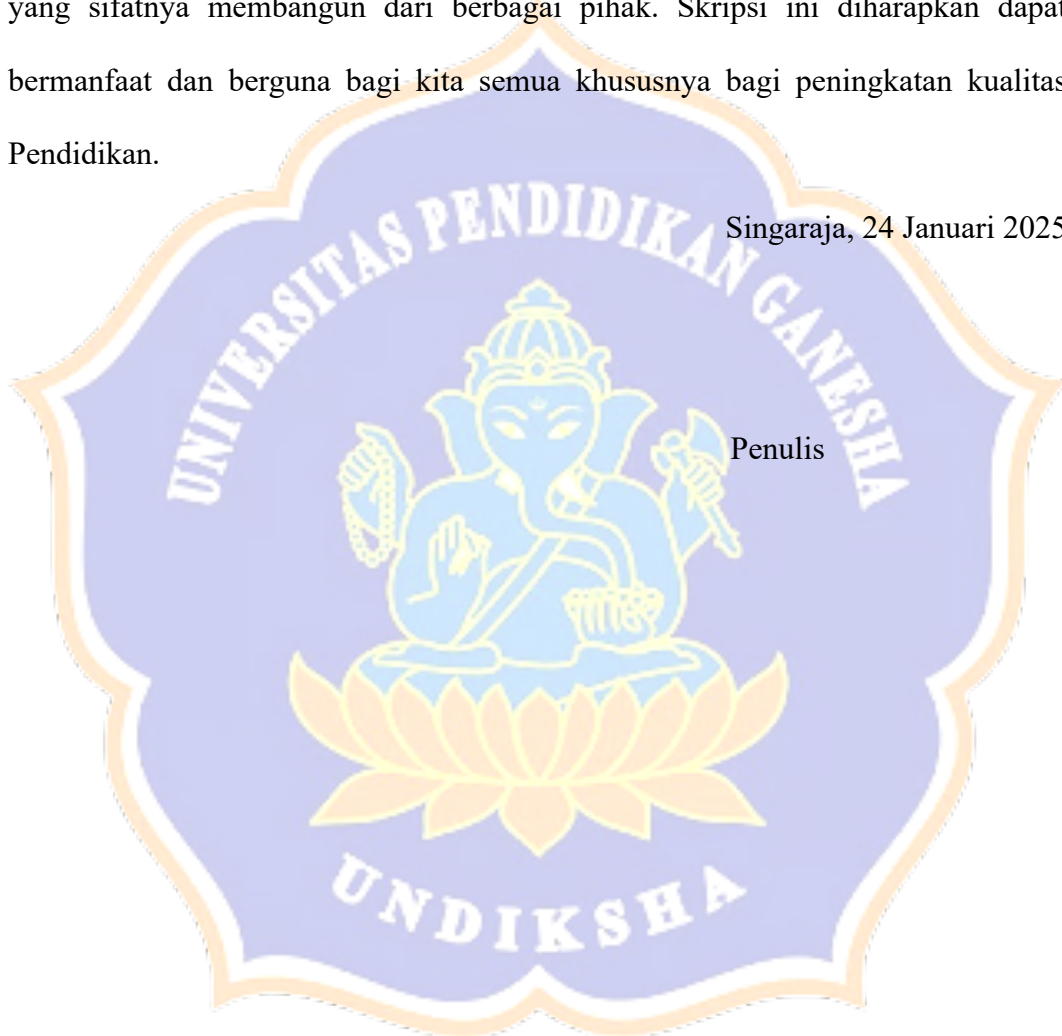 yang sifatnya membangun dari berbagai pihak. Skripsi ini diharapkan dapat
bermanfaat dan berguna bagi kita semua khususnya bagi peningkatan kualitas
Pendidikan.
Singaraja, 24 Januari 2025
UNIVERSITAS PENDIDIKAN GANESHA
Penulis
UNDIKSHA